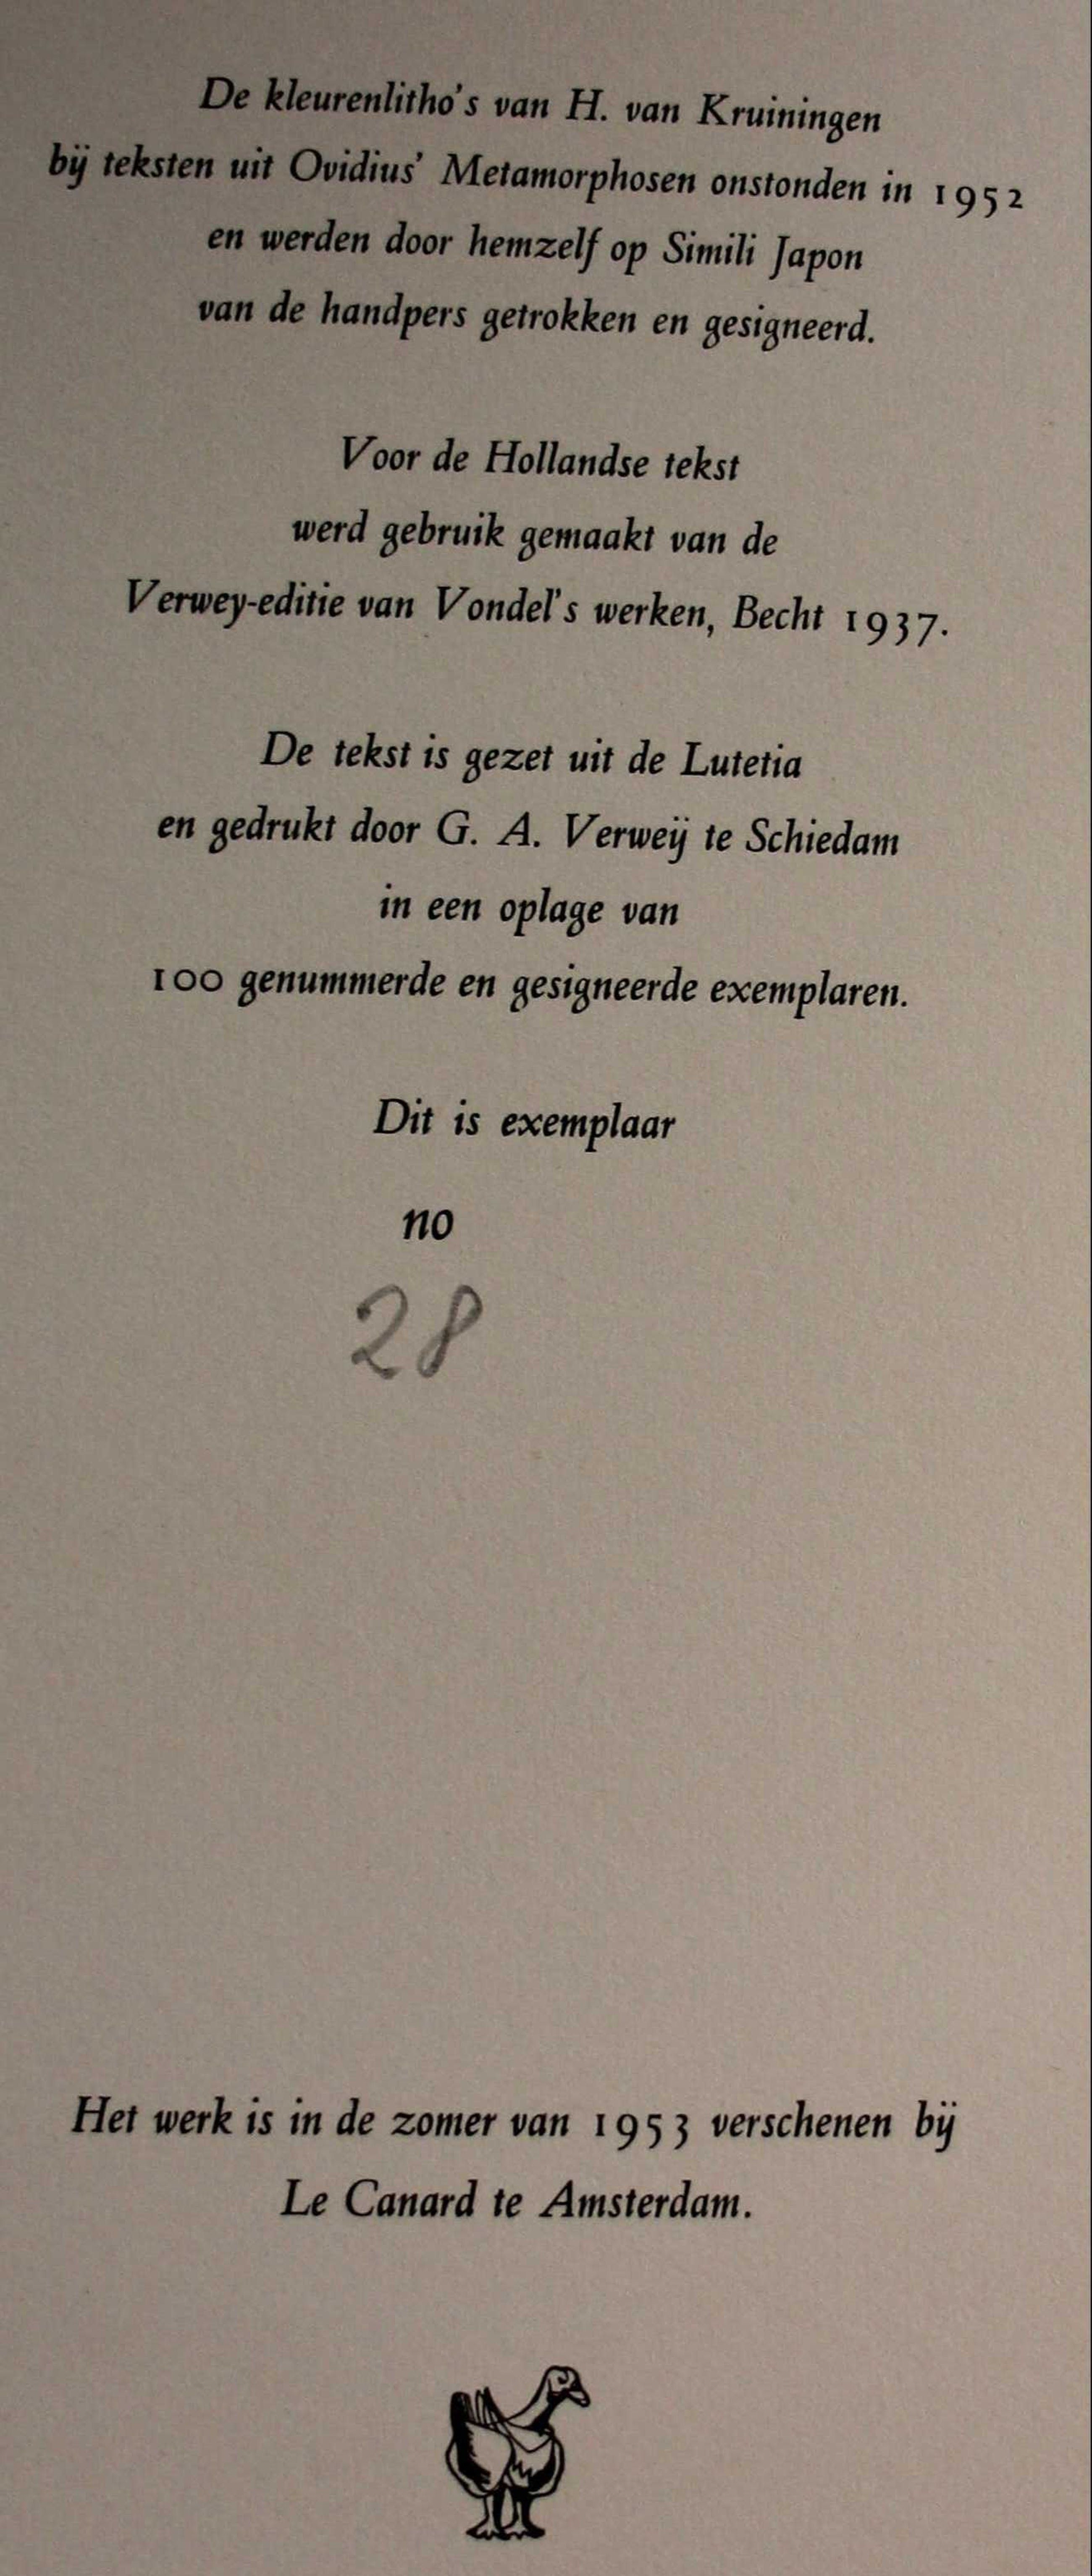 De kleurenlitho's van H. van Kruiningen
bij teksten uit Ovidius' Metamorphosen onstonden in 1952
en werden door hemzelf op Simili Japon
van de handpers getrokken en gesigneerd.
Voor de Hollandse tekst
werd gebruik gemaakt van de
Verwey-editie van Vondel's werken, Becht 1937.
De tekst is gezet uit de Lutetia
en gedrukt door G. A. Verweij te Schiedam
in een oplage van
100 genummerde en gesigneerde exemplaren.
Dit is exemplaar
no
28
Het werk is in de zomer van 1953 verschenen bij
Le Canard te Amsterdam.